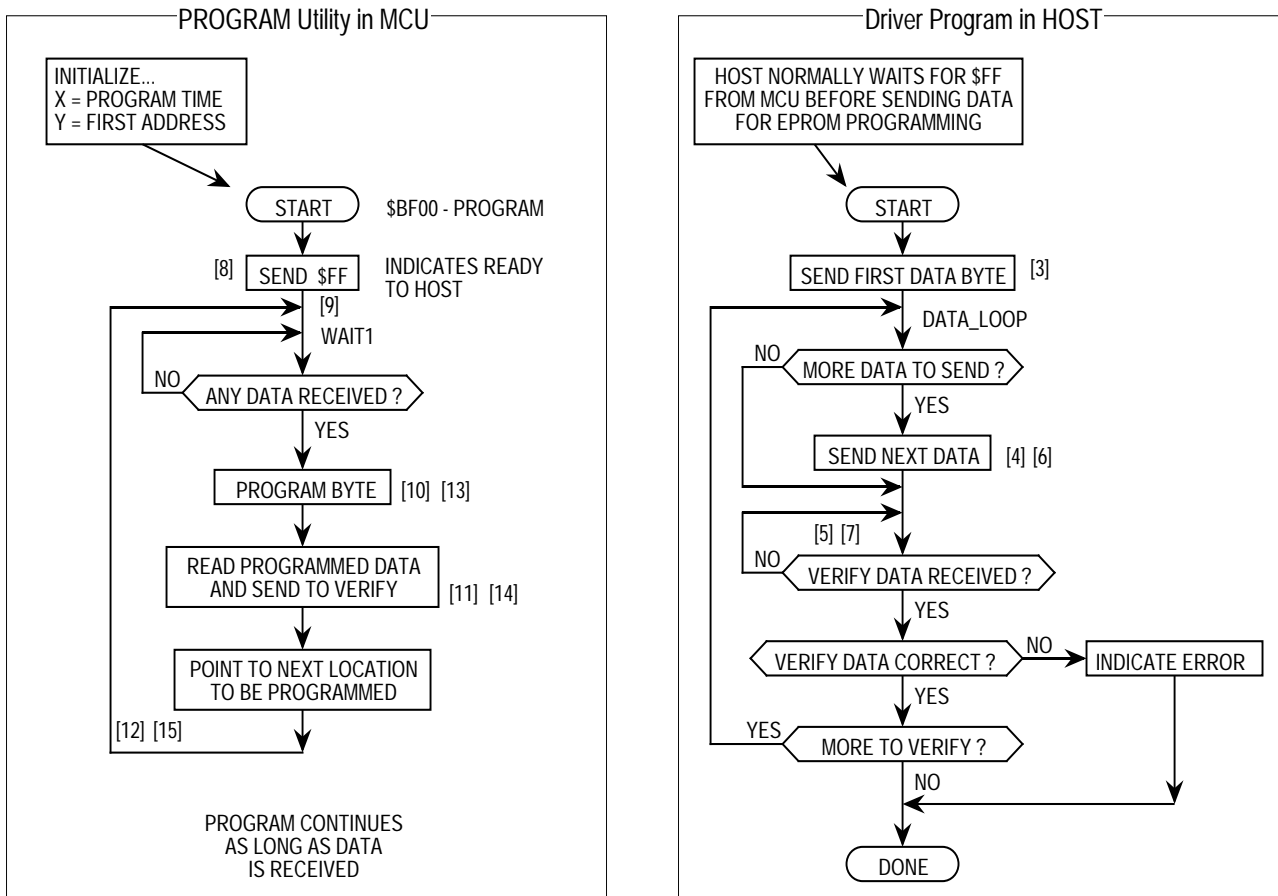 PROGRAM Utility in MCU
INITIALIZE...
X = PROGRAM TIME
Y = FIRST ADDRESS
START
$BF00 - PROGRAM
[8]
SEND $FF
INDICATES READY
TO HOST
[9]
WAIT1
NO
ANY DATA RECEIVED ?
YES
PROGRAM BYTE
[10] [13]
READ PROGRAMMED DATA
AND SEND TO VERIFY
[11] [14]
POINT TO NEXT LOCATION
TO BE PROGRAMMED
[12] [15]
PROGRAM CONTINUES
AS LONG AS DATA
IS RECEIVED
Driver Program in HOST
HOST NORMALLY WAITS FOR $FF
FROM MCU BEFORE SENDING DATA
FOR EPROM PROGRAMMING
START
SEND FIRST DATA BYTE
[3]
DATA_LOOP
NO
MORE DATA TO SEND ?
YES
SEND NEXT DATA
[4] [6]
[5] [7]
NO
VERIFY DATA RECEIVED ?
YES
VERIFY DATA CORRECT ?
NO
INDICATE ERROR
YES
YES
MORE TO VERIFY ?
NO
DONE